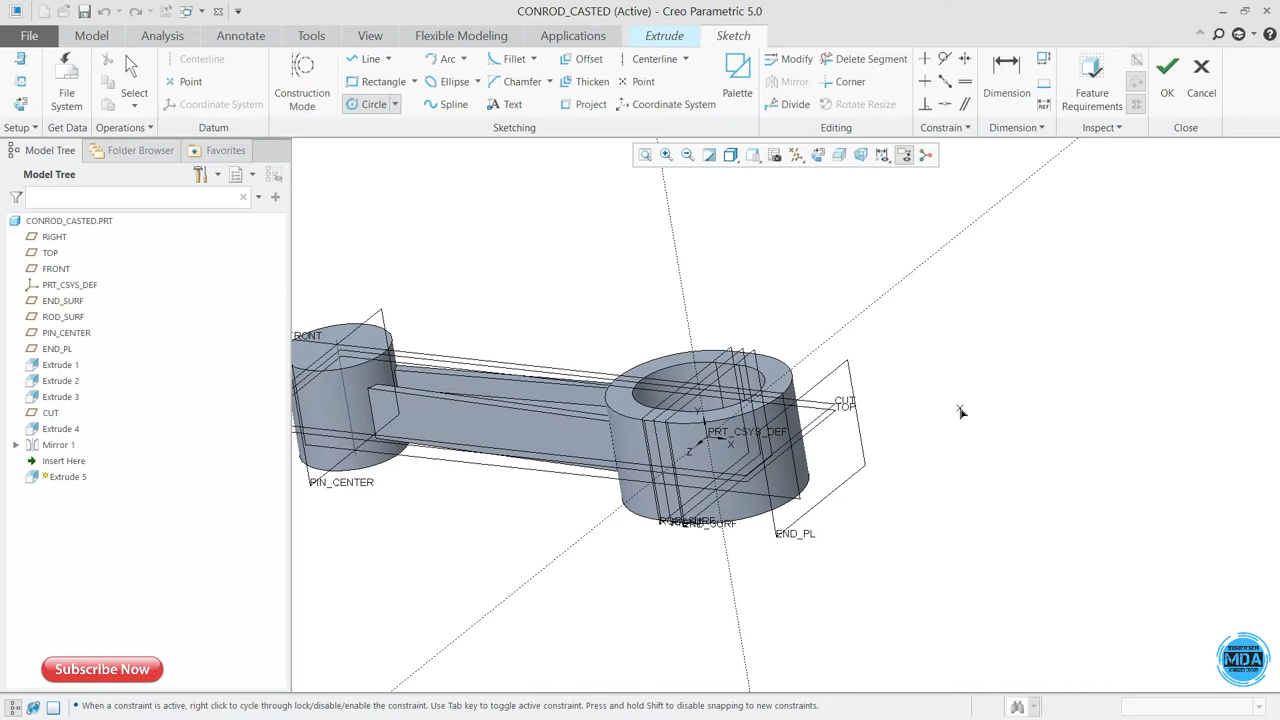 CONROD_CASTED (Active) - Creo Parametric 5.0
File Model Analysis Annotate Tools View Flexible Modeling Applications Extrude Sketch
Line Arc Fillet Offset Centerline Modify Delete Segment
Centerline Point Coordinate System
Rectangle Ellipse Chamfer Thicken Point Mirror Corner
Circle Spline Text Project Coordinate System Divide Rotate Resize
File System Select Construction Mode Palette Dimension Feature Requirements OK Cancel
Setup Get Data Operations Datum Sketching Editing Constrain Dimension Inspect Close
Model Tree Folder Browser Favorites
Model Tree
CONROD_CASTED.PRT
RIGHT
TOP
FRONT
PRT_CSYS_DEF
END_SURF
ROD_SURF
PIN_CENTER
END_PL
Extrude 1
Extrude 2
Extrude 3
CUT
Extrude 4
Mirror 1
Insert Here
Extrude 5
RONT
CUT
TOP
Y
PRT_CSYS_DEF
X
Z
PIN_CENTER
END_SURF
END_PL
Subscribe Now
MDA
When a constraint is active, right click to cycle through lock/disable/enable the constraint. Use Tab key to toggle active constraint. Press and hold Shift to disable snapping to new constraints.